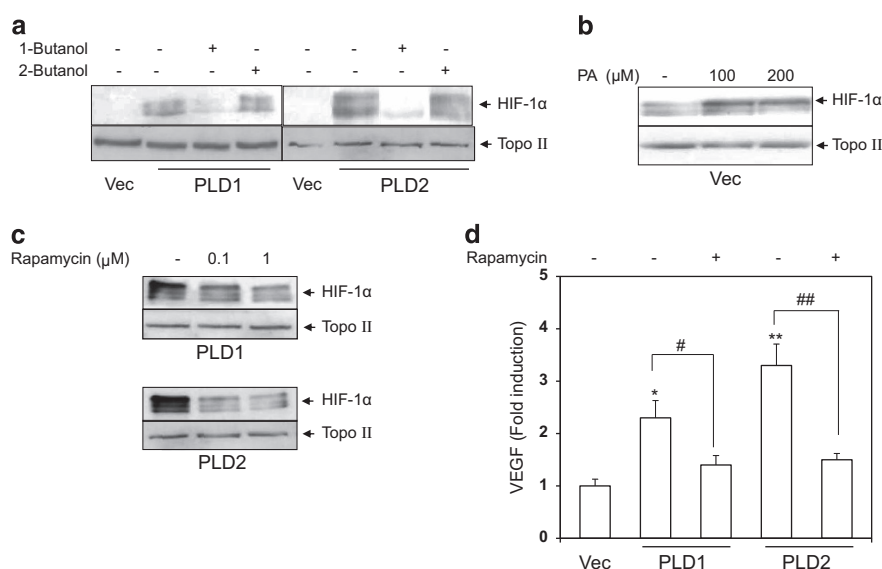 a
1-Butanol - - + - - - + -
2-Butanol - - - + - - - +
HIF-1α
Topo II
Vec PLD1 Vec PLD2
b
PA (μM) - 100 200
HIF-1α
Topo II
Vec
c
Rapamycin (μM) - 0.1 1
HIF-1α
Topo II
PLD1
HIF-1α
Topo II
PLD2
d
Rapamycin - - + - +
VEGF (Fold induction)
5
4
3
2
1
0
*
#
**
##
Vec PLD1 PLD2